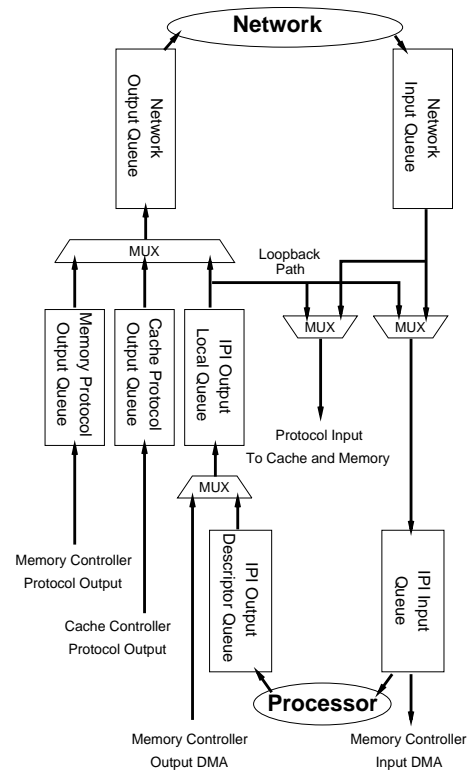 Network
Network
Output Queue
Network
Input Queue
MUX
Loopback
Path
MUX
MUX
Memory Protocol
Output Queue
Cache Protocol
Output Queue
IPI Output
Local Queue
Protocol Input
To Cache and Memory
MUX
IPI Output
Descriptor Queue
IPI Input
Queue
Memory Controller
Protocol Output
Cache Controller
Protocol Output
Processor
Memory Controller
Output DMA
Memory Controller
Input DMA